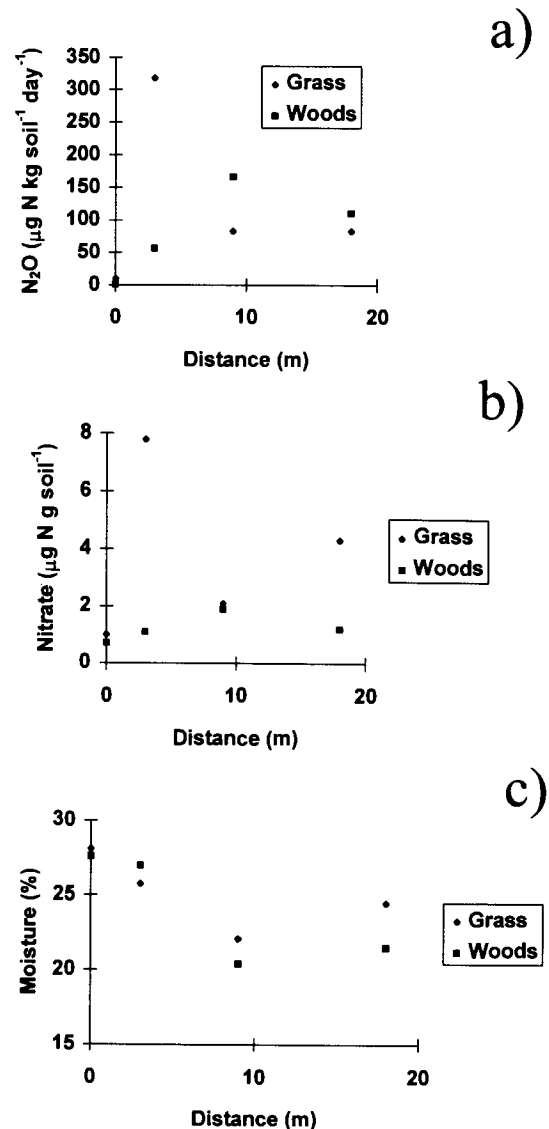 a)
350
300
250
200
150
100
50
0
N₂O (µg N kg soil⁻¹ day⁻¹)
Grass
Woods
0 10 20
Distance (m)
b)
8
6
4
2
0
Nitrate (µg N g soil⁻¹)
Grass
Woods
0 10 20
Distance (m)
c)
30
25
20
15
Moisture (%)
Grass
Woods
0 10 20
Distance (m)